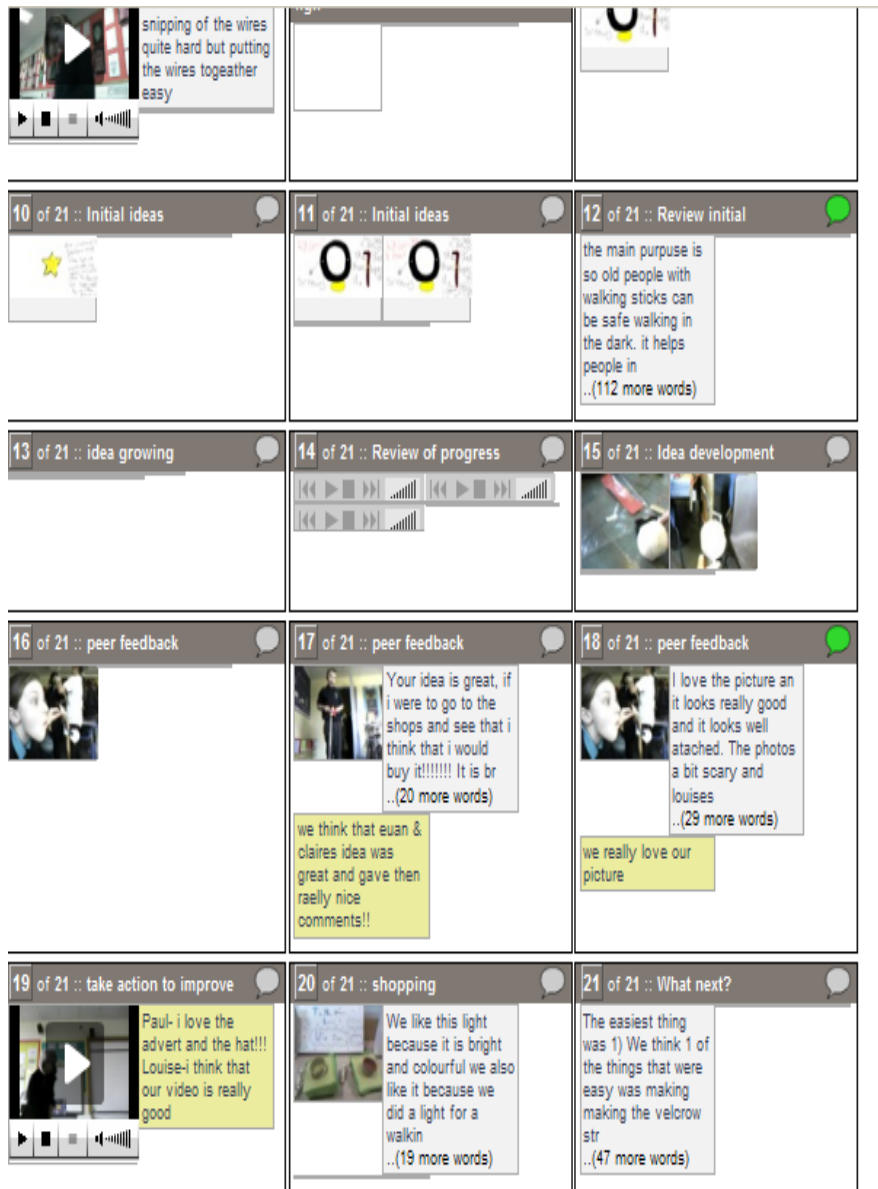 snipping of the wires
quite hard but putting
the wires togeather
easy
10 of 21 :: Initial ideas
11 of 21 :: Initial ideas
12 of 21 :: Review initial
the main purpuse is
so old people with
walking sticks can
be safe walking in
the dark. it helps
people in
..(112 more words)
13 of 21 :: idea growing
14 of 21 :: Review of progress
15 of 21 :: Idea development
16 of 21 :: peer feedback
17 of 21 :: peer feedback
Your idea is great, if
i were to go to the
shops and see that i
think that i would
buy it!!!!!!! It is br
..(20 more words)
we think that euan &
claires idea was
great and gave then
raelly nice
comments!!
18 of 21 :: peer feedback
I love the picture an
it looks really good
and it looks well
atached. The photos
a bit scary and
louises
..(29 more words)
we really love our
picture
19 of 21 :: take action to improve
Paul- i love the
advert and the hat!!!
Louise-i think that
our video is really
good
20 of 21 :: shopping
We like this light
because it is bright
and colourful we also
like it because we
did a light for a
walkin
..(19 more words)
21 of 21 :: What next?
The easiest thing
was 1) We think 1 of
the things that were
easy was making
making the velcrow
str
..(47 more words)